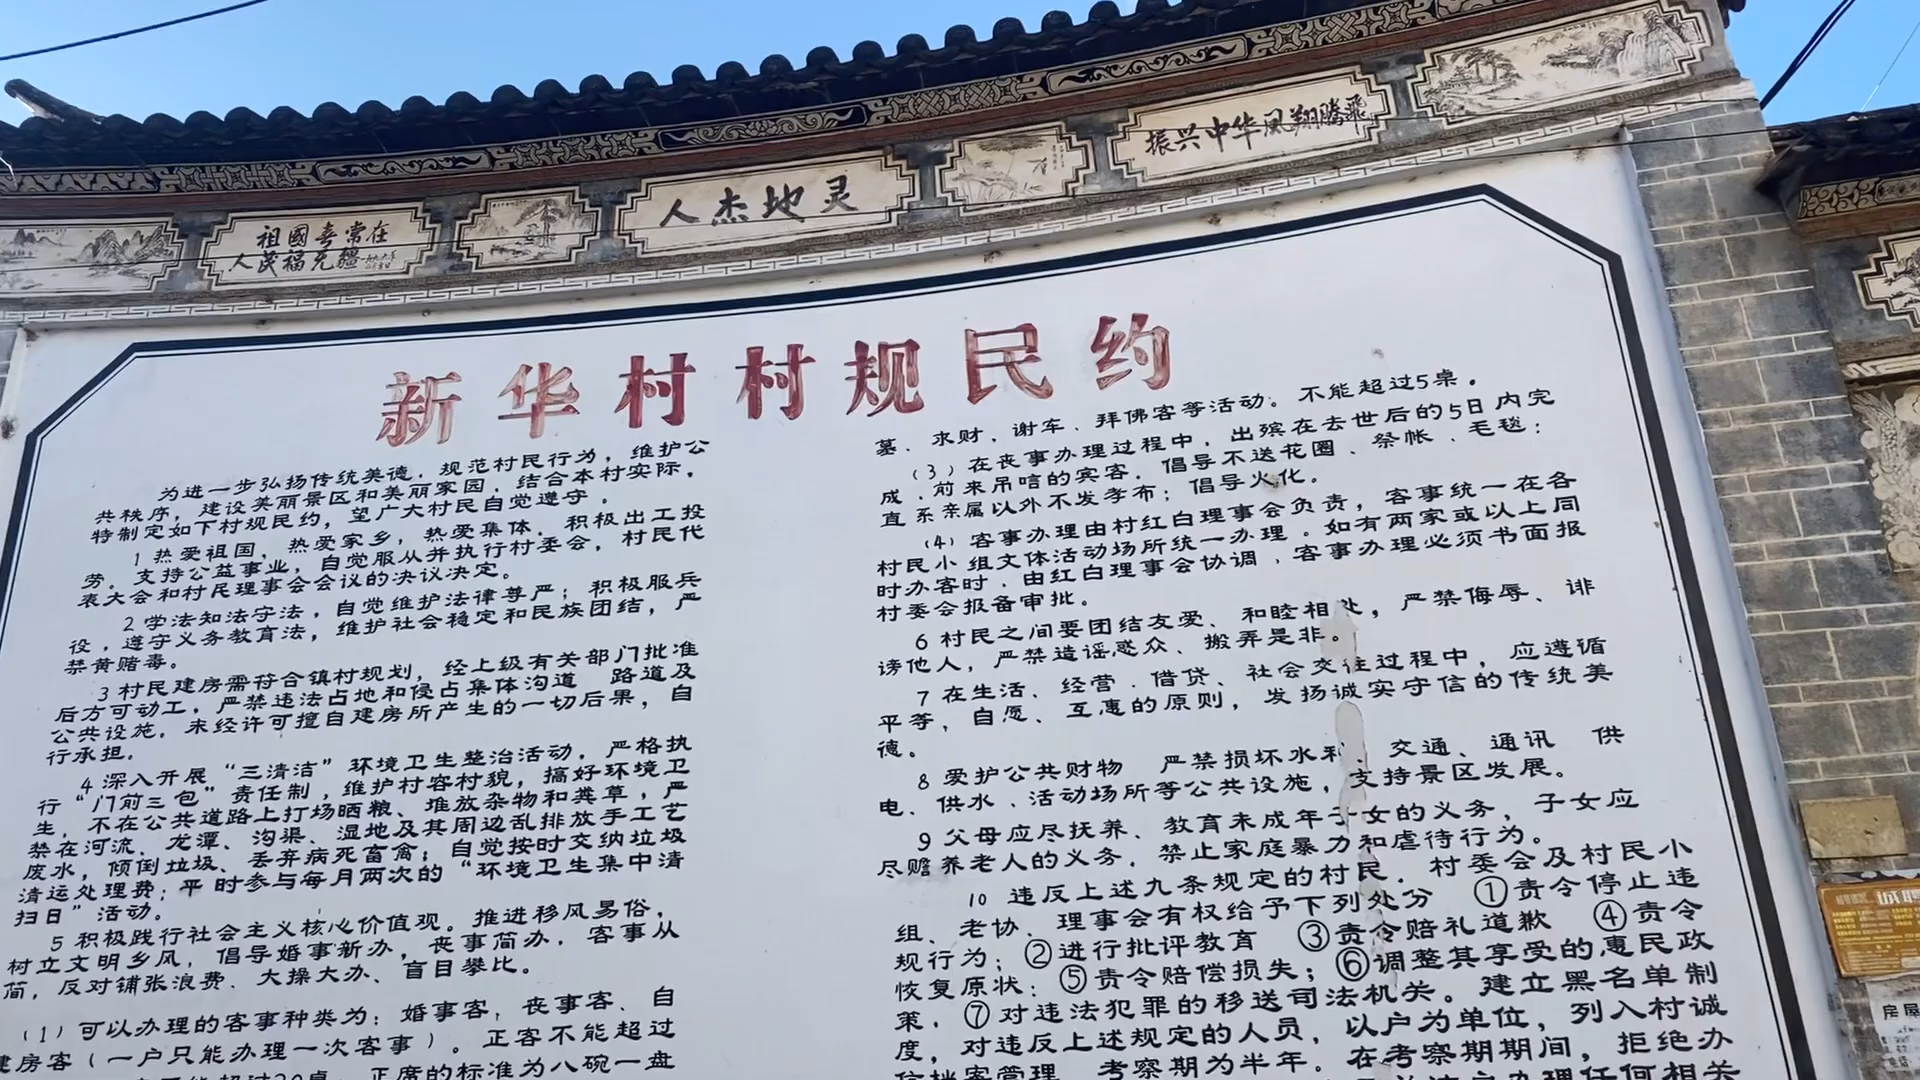 祖國春常在
人民福无疆
人杰地灵
振兴中华凤翔腾飞
新华村村规民约
为进一步弘扬传统美德，规范村民行为，维护公
共秩序，建设美丽景区和美丽家园，结合本村实际，
特制定如下村规民约，望广大村民自觉遵守。
1 热爱祖国、热爱家乡，热爱集体，积极出工投
劳。支持公益事业，自觉服从并执行村委会，村民代
表大会和村民理事会会议的决议决定。
2 学法知法守法，自觉维护法律尊严；积极服兵
役，遵守义务教育法，维护社会稳定和民族团结，严
禁黄赌毒。
3 村民建房需符合镇村规划，经上级有关部门批准
后方可动工，严禁违法占地和侵占集体沟道 路道及
公共设施，未经许可擅自建房所产生的一切后果，自
行承担。
4 深入开展“三清洁”环境卫生整治活动，严格执
行“门前三包”责任制，维护村容村貌，搞好环境卫
生，不在公共道路上打场晒粮、堆放杂物和粪草，严
禁在河流、龙潭、沟渠、湿地及其周边乱排放手工艺
废水，倾倒垃圾、丢弃病死畜禽；自觉按时交纳垃圾
清运处理费；平时参与每月两次的“环境卫生集中清
扫日”活动。
5 积极践行社会主义核心价值观。推进移风易俗，
树立文明乡风，倡导婚事新办，丧事简办，客事从
简，反对铺张浪费、大操大办、盲目攀比。
（1）可以办理的客事种类为：婚事客，丧事客、自
建房客（一户只能办理一次客事）。正客不能超过
正席的标准为八碗一盘
墓、求财、谢车、拜佛客等活动。不能超过5桌。
（3）在丧事办理过程中，出殡在去世后的5日内完
成，前来吊唁的宾客，倡导不送花圈、祭帐、毛毯；
直系亲属以外不发孝布；倡导火化。
（4）客事办理由村红白理事会负责，客事统一在各
村民小组文体活动场所统一办理。如有两家或以上同
时办客时，由红白理事会协调，客事办理必须书面报
村委会报备审批。
6 村民之间要团结友爱、和睦相处，严禁侮辱、诽
谤他人，严禁造谣惑众、搬弄是非。
7 在生活、经营、借贷、社会交往过程中，应遵循
平等，自愿、互惠的原则，发扬诚实守信的传统美
德。
8 爱护公共财物 严禁损坏水利、交通、通讯 供
电、供水、活动场所等公共设施，支持景区发展。
9 父母应尽抚养、教育未成年子女的义务，子女应
尽赡养老人的义务，禁止家庭暴力和虐待行为。
10 违反上述九条规定的村民，村委会及村民小
组、老协、理事会有权给予下列处分 ①责令停止违
规行为；②进行批评教育 ③责令赔礼道歉 ④责令
恢复原状；⑤责令赔偿损失；⑥调整其享受的惠民政
策，⑦对违法犯罪的移送司法机关。建立黑名单制
度，对违反上述规定的人员，以户为单位，列入村诚
信档案管理，考察期为半年。在考察期期间，拒绝办
房屋